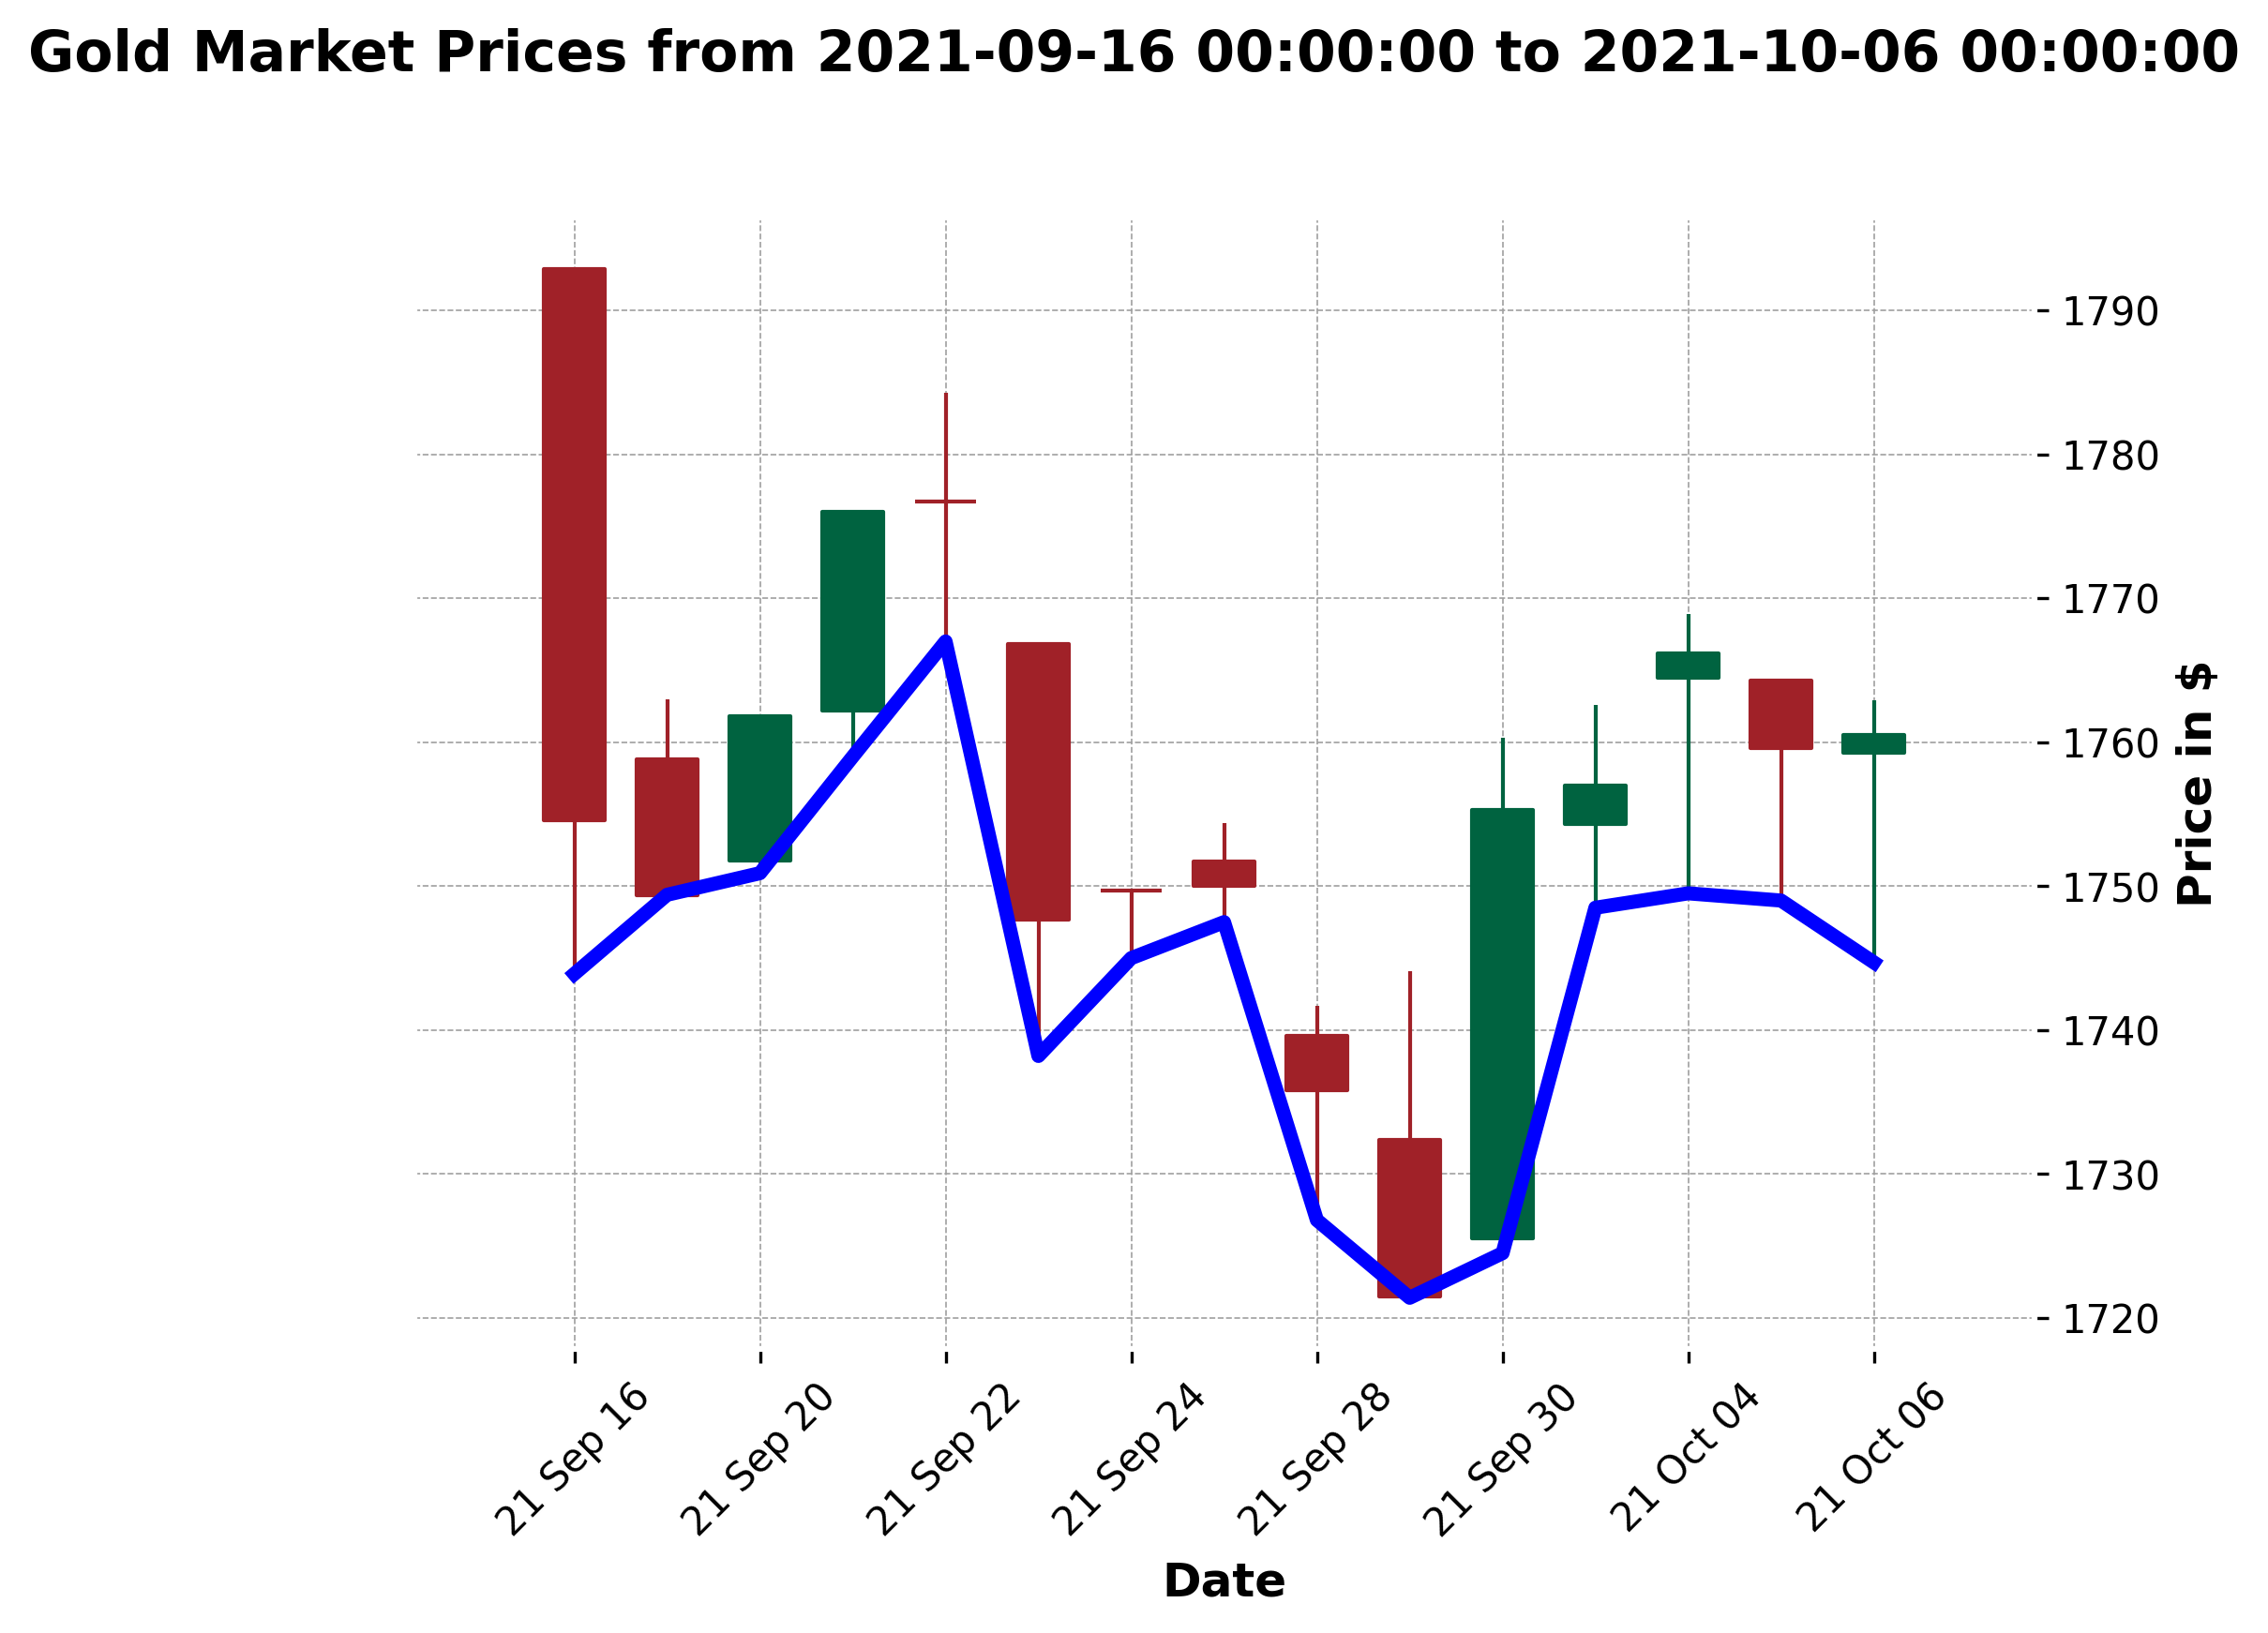 Gold Market Prices from 2021-09-16 00:00:00 to 2021-10-06 00:00:00
1790
1780
1770
1760
1750
1740
1730
1720
Price in $
21 Sep 16
21 Sep 20
21 Sep 22
21 Sep 24
21 Sep 28
21 Sep 30
21 Oct 04
21 Oct 06
Date